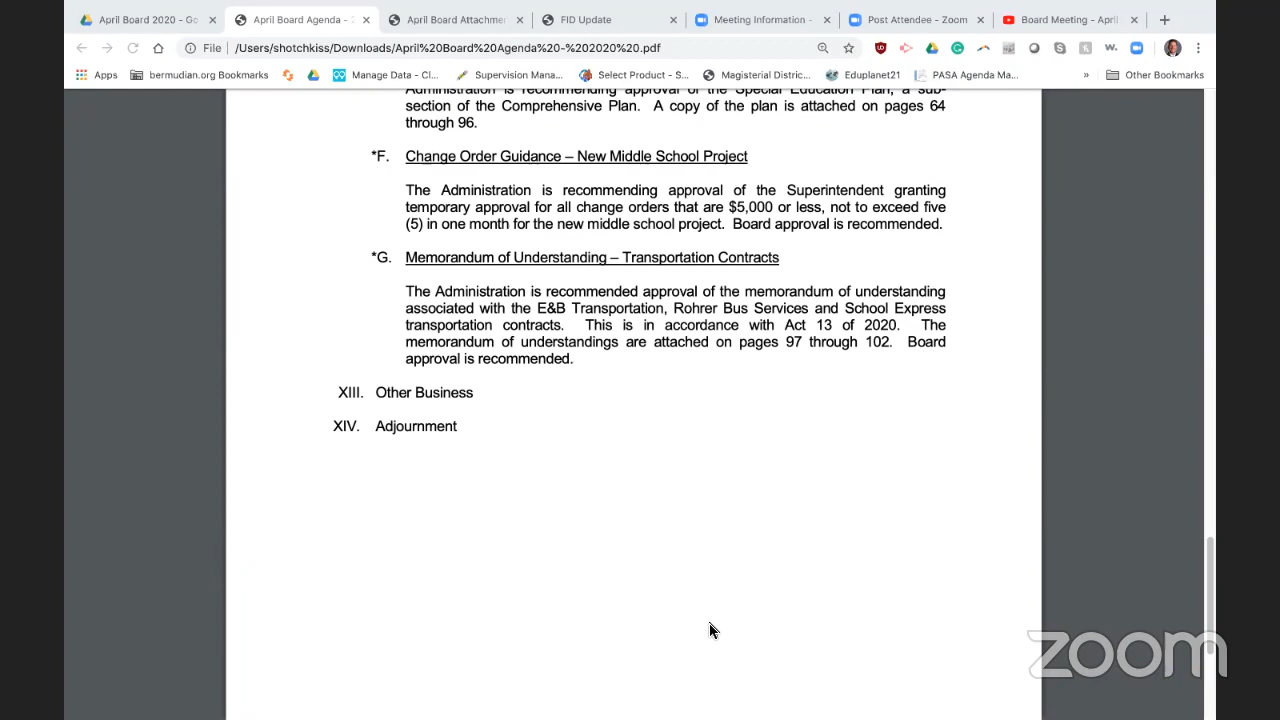 April Board 2020 - Go
April Board Agenda - 2
April Board Attachmer
FID Update
Meeting Information -
Post Attendee - Zoom
Board Meeting - April
File /Users/shotchkiss/Downloads/April%20Board%20Agenda%20-%202020%20.pdf
Apps bermudian.org Bookmarks Manage Data - Cl... Supervision Mana... Select Product - S... Magisterial Distric... Eduplanet21 PASA Agenda Ma... » Other Bookmarks
Administration is recommending approval of the Special Education Plan, a sub-
section of the Comprehensive Plan. A copy of the plan is attached on pages 64
through 96.
*F. Change Order Guidance – New Middle School Project
The Administration is recommending approval of the Superintendent granting
temporary approval for all change orders that are $5,000 or less, not to exceed five
(5) in one month for the new middle school project. Board approval is recommended.
*G. Memorandum of Understanding – Transportation Contracts
The Administration is recommended approval of the memorandum of understanding
associated with the E&B Transportation, Rohrer Bus Services and School Express
transportation contracts. This is in accordance with Act 13 of 2020. The
memorandum of understandings are attached on pages 97 through 102. Board
approval is recommended.
XIII. Other Business
XIV. Adjournment
zoom